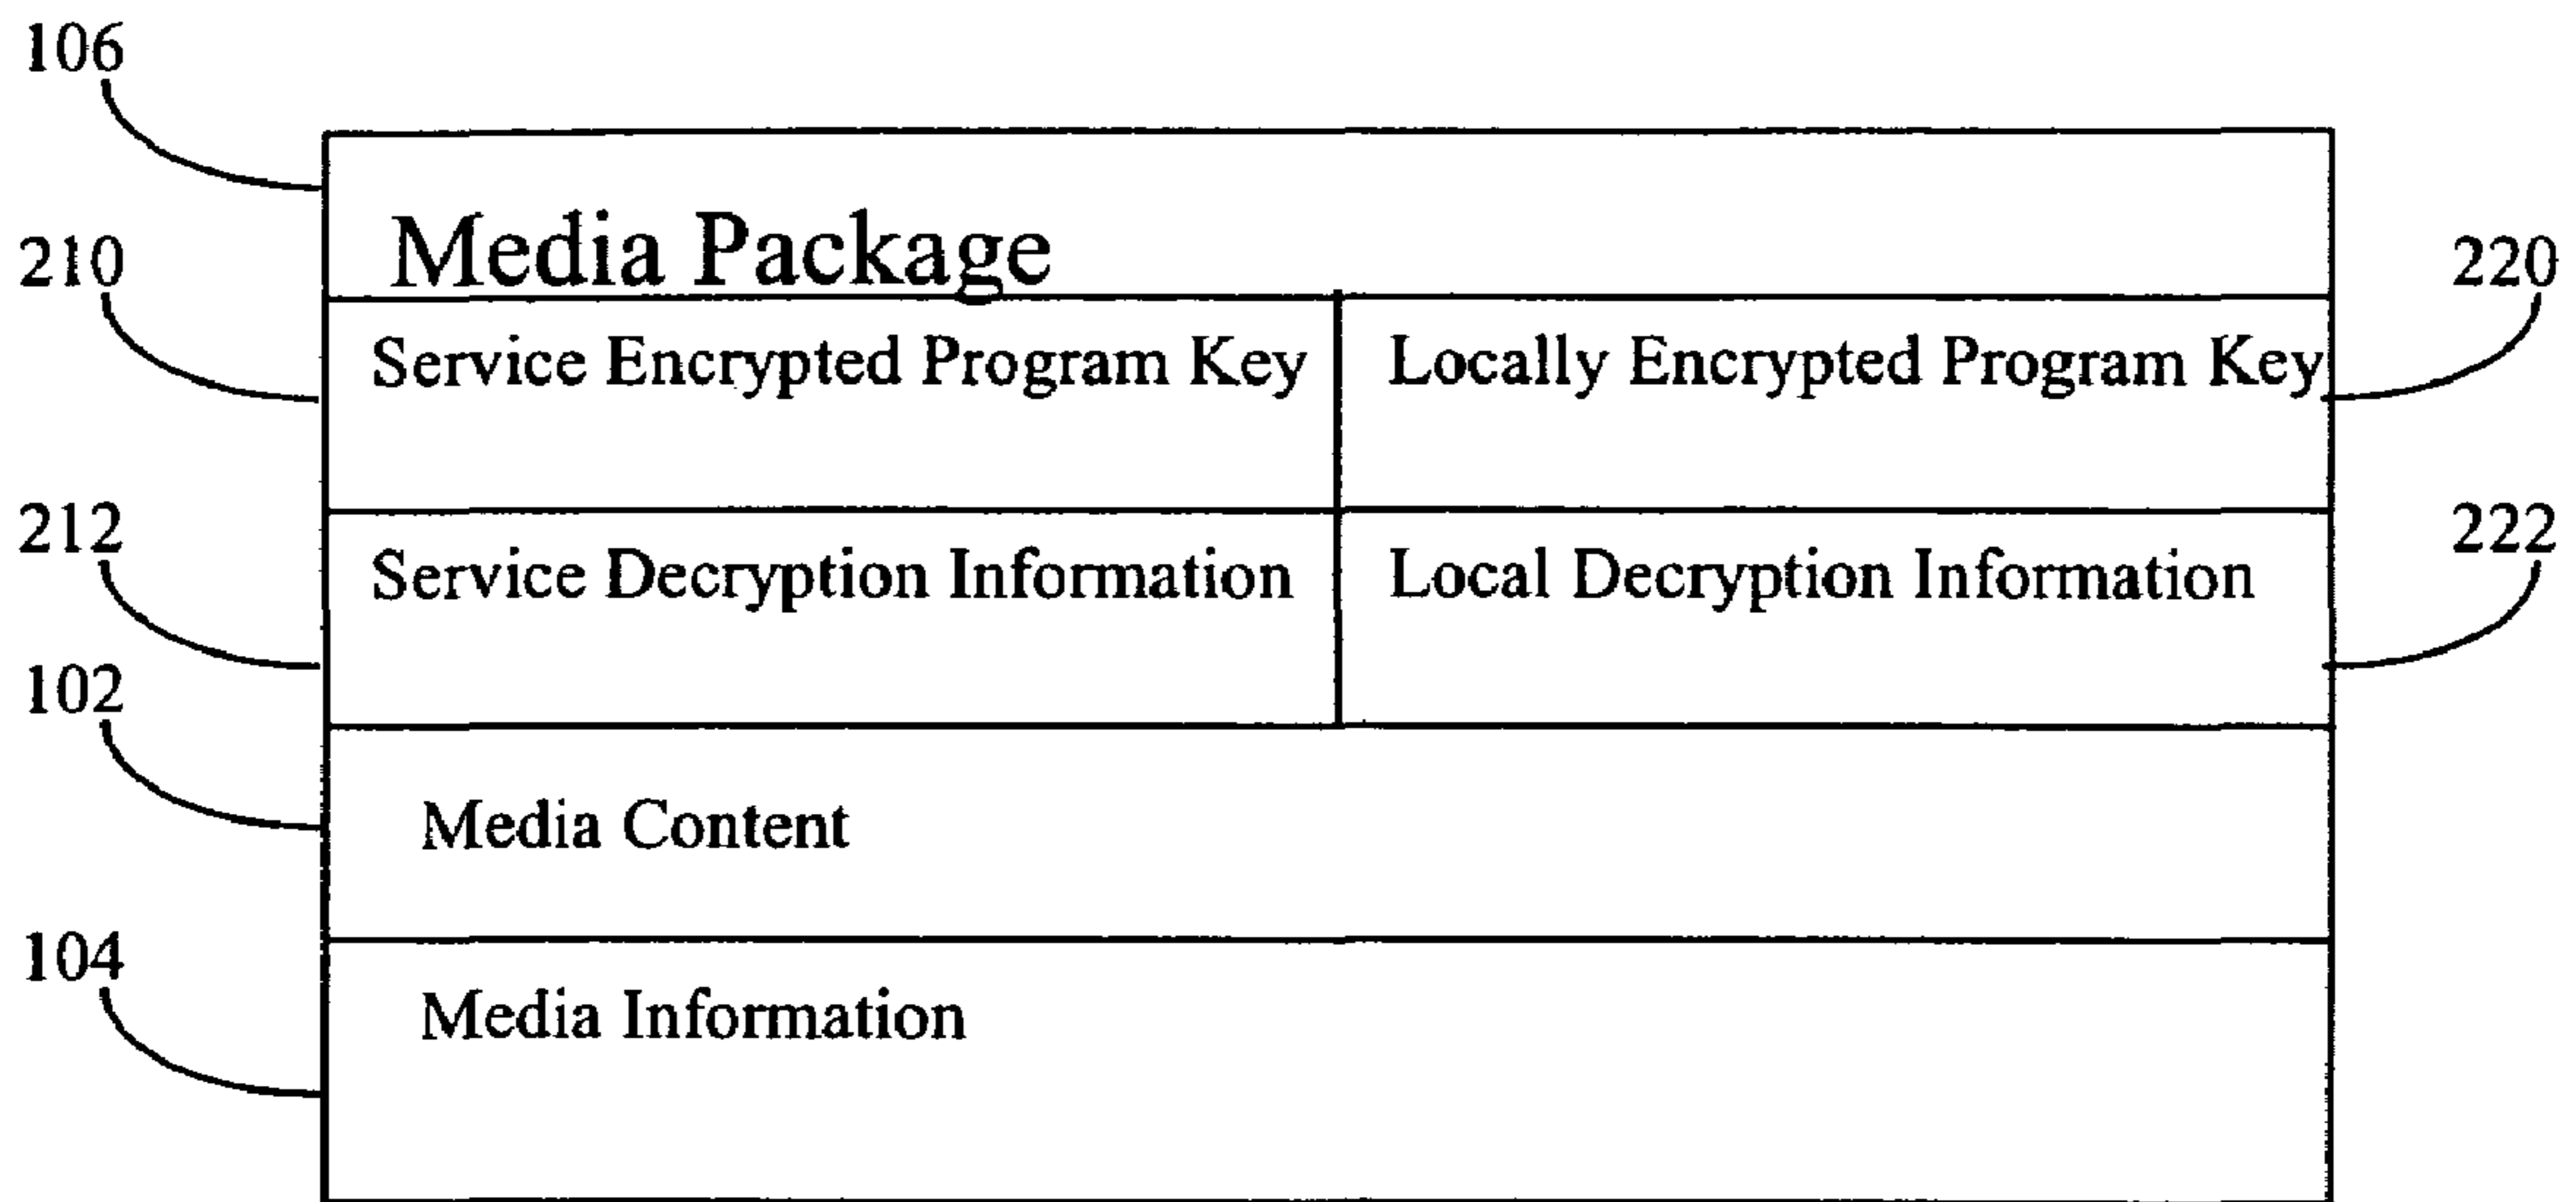 106
Media Package
210
220
Service Encrypted Program Key
Locally Encrypted Program Key
212
222
Service Decryption Information
Local Decryption Information
102
Media Content
104
Media Information